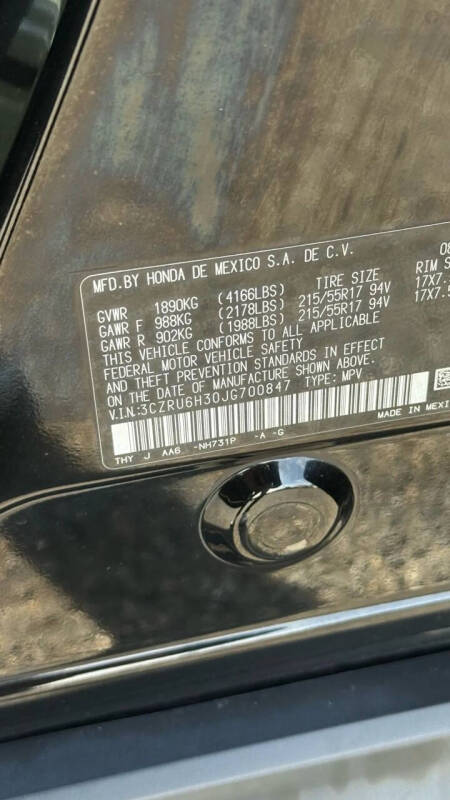 MFD.BY HONDA DE MEXICO S.A. DE C.V. 08
TIRE SIZE RIM S
GVWR 1890KG (4166LBS)
GAWR F 988KG (2178LBS) 215/55R17 94V 17X7.
GAWR R 902KG (1988LBS) 215/55R17 94V 17X7.5
THIS VEHICLE CONFORMS TO ALL APPLICABLE
FEDERAL MOTOR VEHICLE SAFETY
AND THEFT PREVENTION STANDARDS IN EFFECT
ON THE DATE OF MANUFACTURE SHOWN ABOVE.
V.I.N:3CZRU6H30JG700847 TYPE: MPV
MADE IN MEXI
THY J AA6 -NH731P -A -G